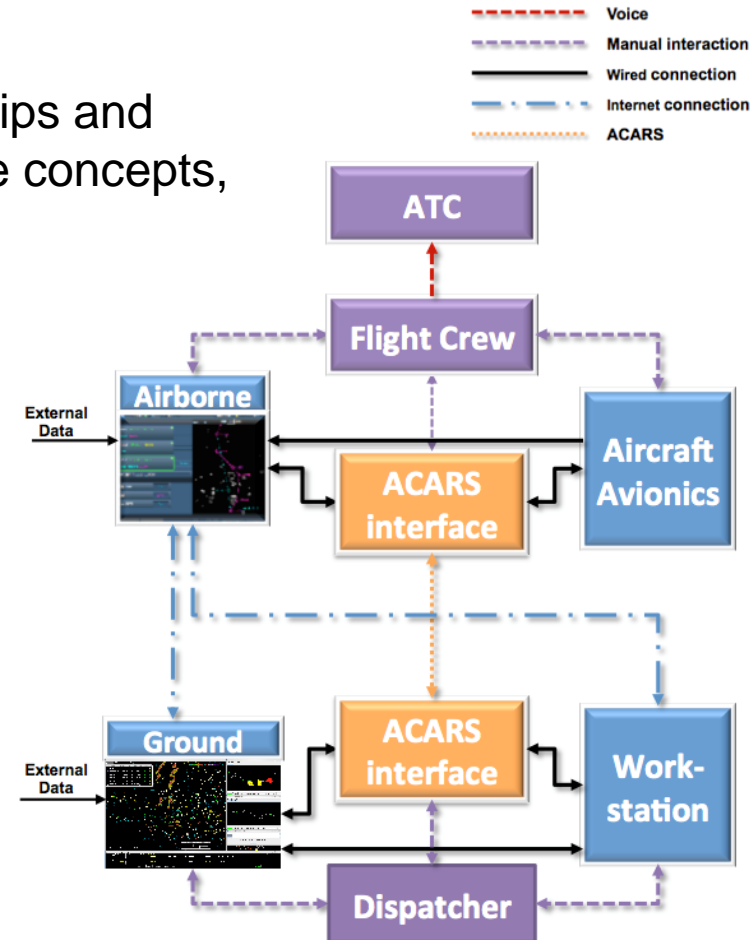 Voice
Manual interaction
Wired connection
Internet connection
ACARS
ips and
e concepts,
ATC
Flight Crew
Airborne
External
Data
Aircraft
Avionics
ACARS
interface
ACARS
interface
Ground
External
Data
Work-
station
Dispatcher